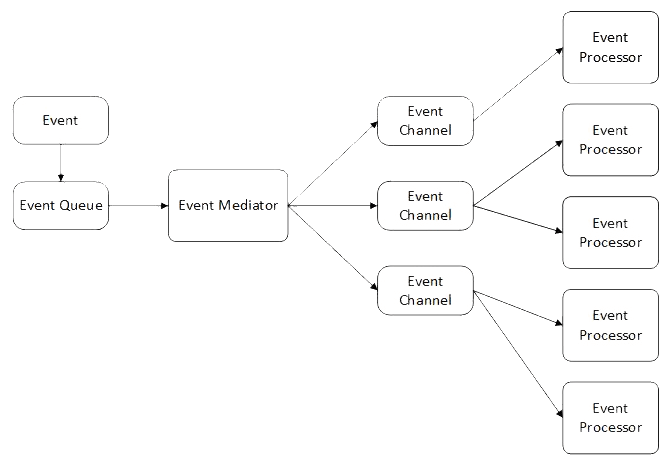 Event
Event Queue
Event Mediator
Event
Channel
Event
Channel
Event
Channel
Event
Processor
Event
Processor
Event
Processor
Event
Processor
Event
Processor